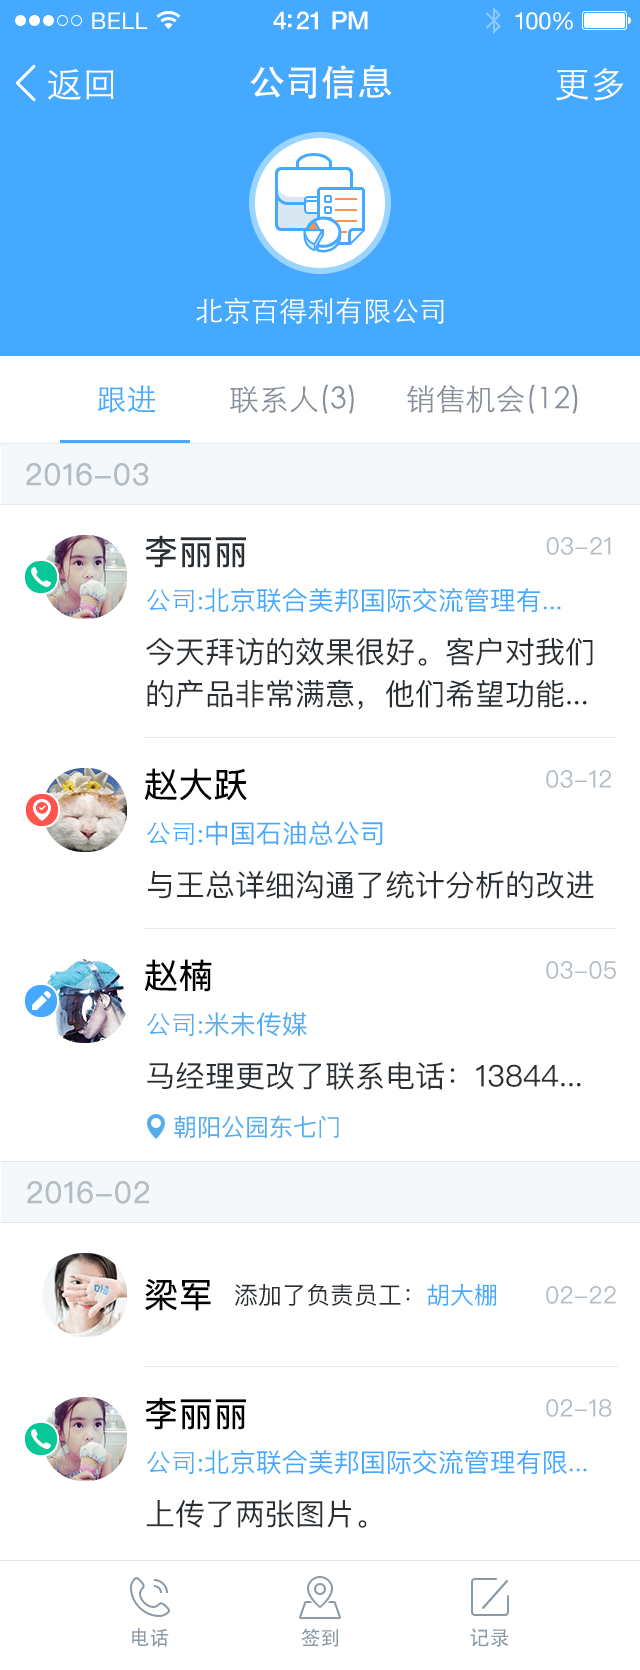 BELL 4:21 PM 100%
返回 公司信息 更多
北京百得利有限公司
跟进 联系人(3) 销售机会(12)
2016-03
李丽丽 03-21
公司:北京联合美邦国际交流管理有...
今天拜访的效果很好。客户对我们
的产品非常满意，他们希望功能...
赵大跃 03-12
公司:中国石油总公司
与王总详细沟通了统计分析的改进
赵楠 03-05
公司:米未传媒
马经理更改了联系电话：13844...
朝阳公园东七门
2016-02
梁军 添加了负责员工：胡大棚 02-22
李丽丽 02-18
公司:北京联合美邦国际交流管理有限...
上传了两张图片。
电话 签到 记录